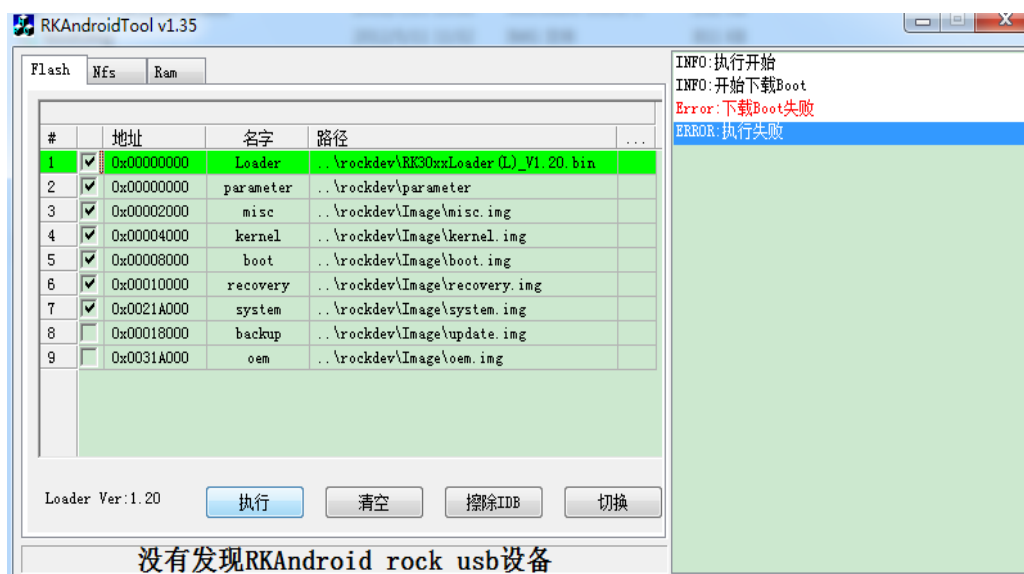 RKAndroidTool v1.35
Flash Nfs Ram
# 地址 名字 路径 ...
1 0x00000000 Loader ..\rockdev\RK30xxLoader(L)_V1.20.bin
2 0x00000000 parameter ..\rockdev\parameter
3 0x00002000 misc ..\rockdev\Image\misc.img
4 0x00004000 kernel ..\rockdev\Image\kernel.img
5 0x00008000 boot ..\rockdev\Image\boot.img
6 0x00010000 recovery ..\rockdev\Image\recovery.img
7 0x0021A000 system ..\rockdev\Image\system.img
8 0x00018000 backup ..\rockdev\Image\update.img
9 0x0031A000 oem ..\rockdev\Image\oem.img
Loader Ver:1.20 执行 清空 擦除IDB 切换
没有发现RKAndroid rock usb设备
INFO:执行开始
INFO:开始下载Boot
Error:下载Boot失败
ERROR:执行失败